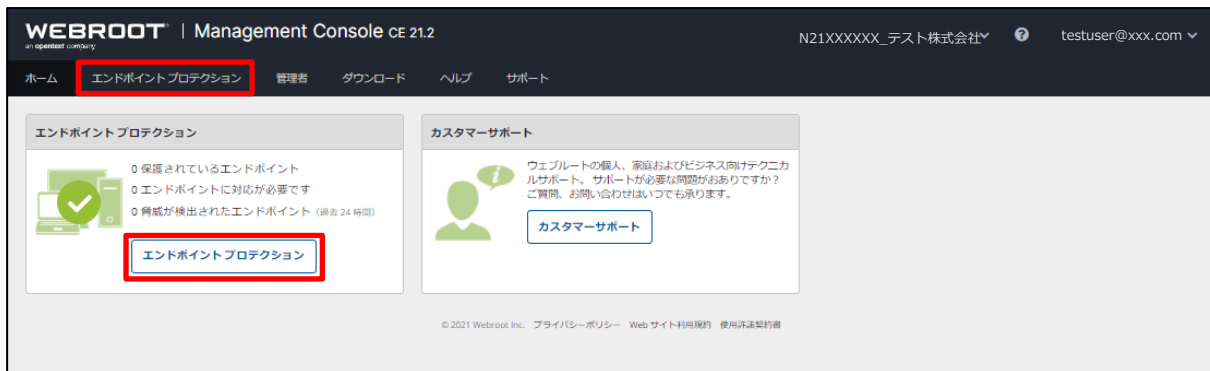 WEBROOT | Management Console CE 21.2
an opentext company
N21XXXXXX_テスト株式会社
testuser@xxx.com
ホーム エンドポイント プロテクション 管理者 ダウンロード ヘルプ サポート
エンドポイント プロテクション
0 保護されているエンドポイント
0 エンドポイントに対応が必要です
0 脅威が検出されたエンドポイント (過去 24 時間)
エンドポイント プロテクション
カスタマーサポート
ウェブルートの個人、家庭およびビジネス向けテクニカ
ルサポート。 サポートが必要な問題がおありですか？
ご質問、お問い合わせはいつでも承ります。
カスタマーサポート
© 2021 Webroot Inc. プライバシーポリシー Web サイト利用規約 使用許諾契約書